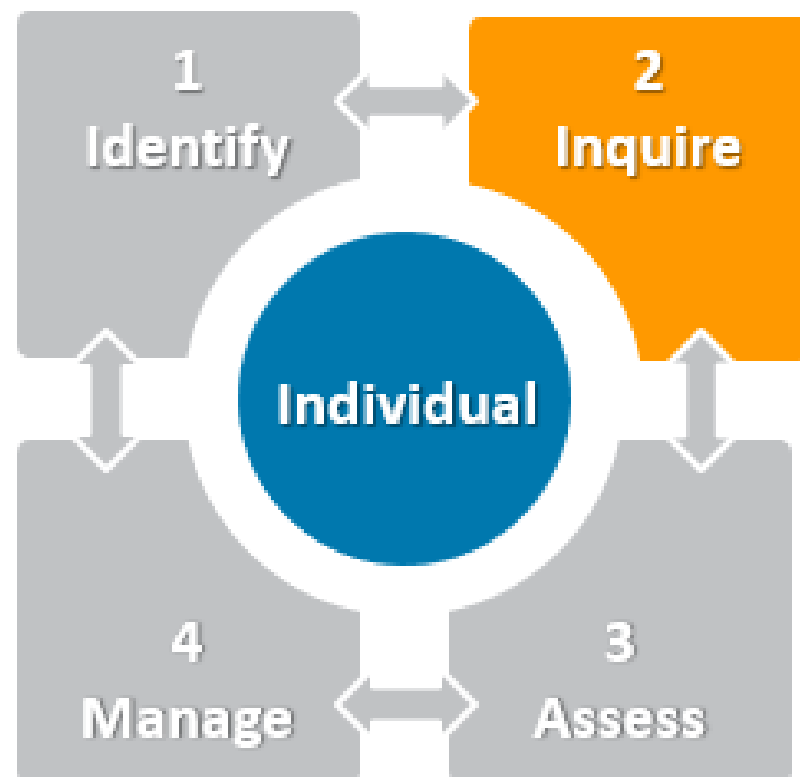 1
Identify
2
Inquire
Individual
4
Manage
3
Assess